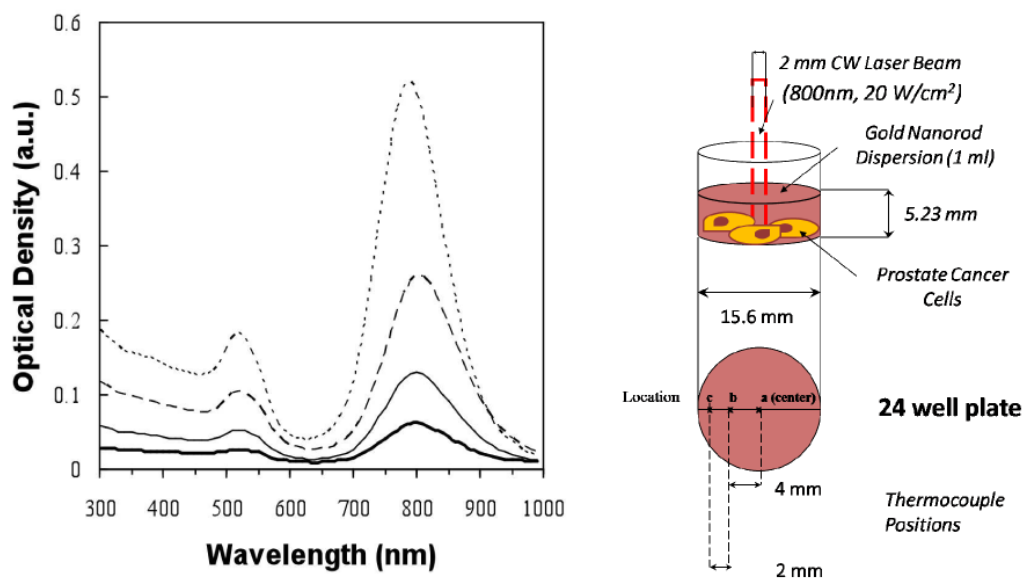 0.6
0.5
0.4
0.3
0.2
0.1
0
Optical Density (a.u.)
300 400 500 600 700 800 900 1000
Wavelength (nm)
2 mm CW Laser Beam
(800nm, 20 W/cm²)
Gold Nanorod
Dispersion (1 ml)
5.23 mm
Prostate Cancer
Cells
15.6 mm
Location
c b a (center)
24 well plate
4 mm
Thermocouple
Positions
2 mm